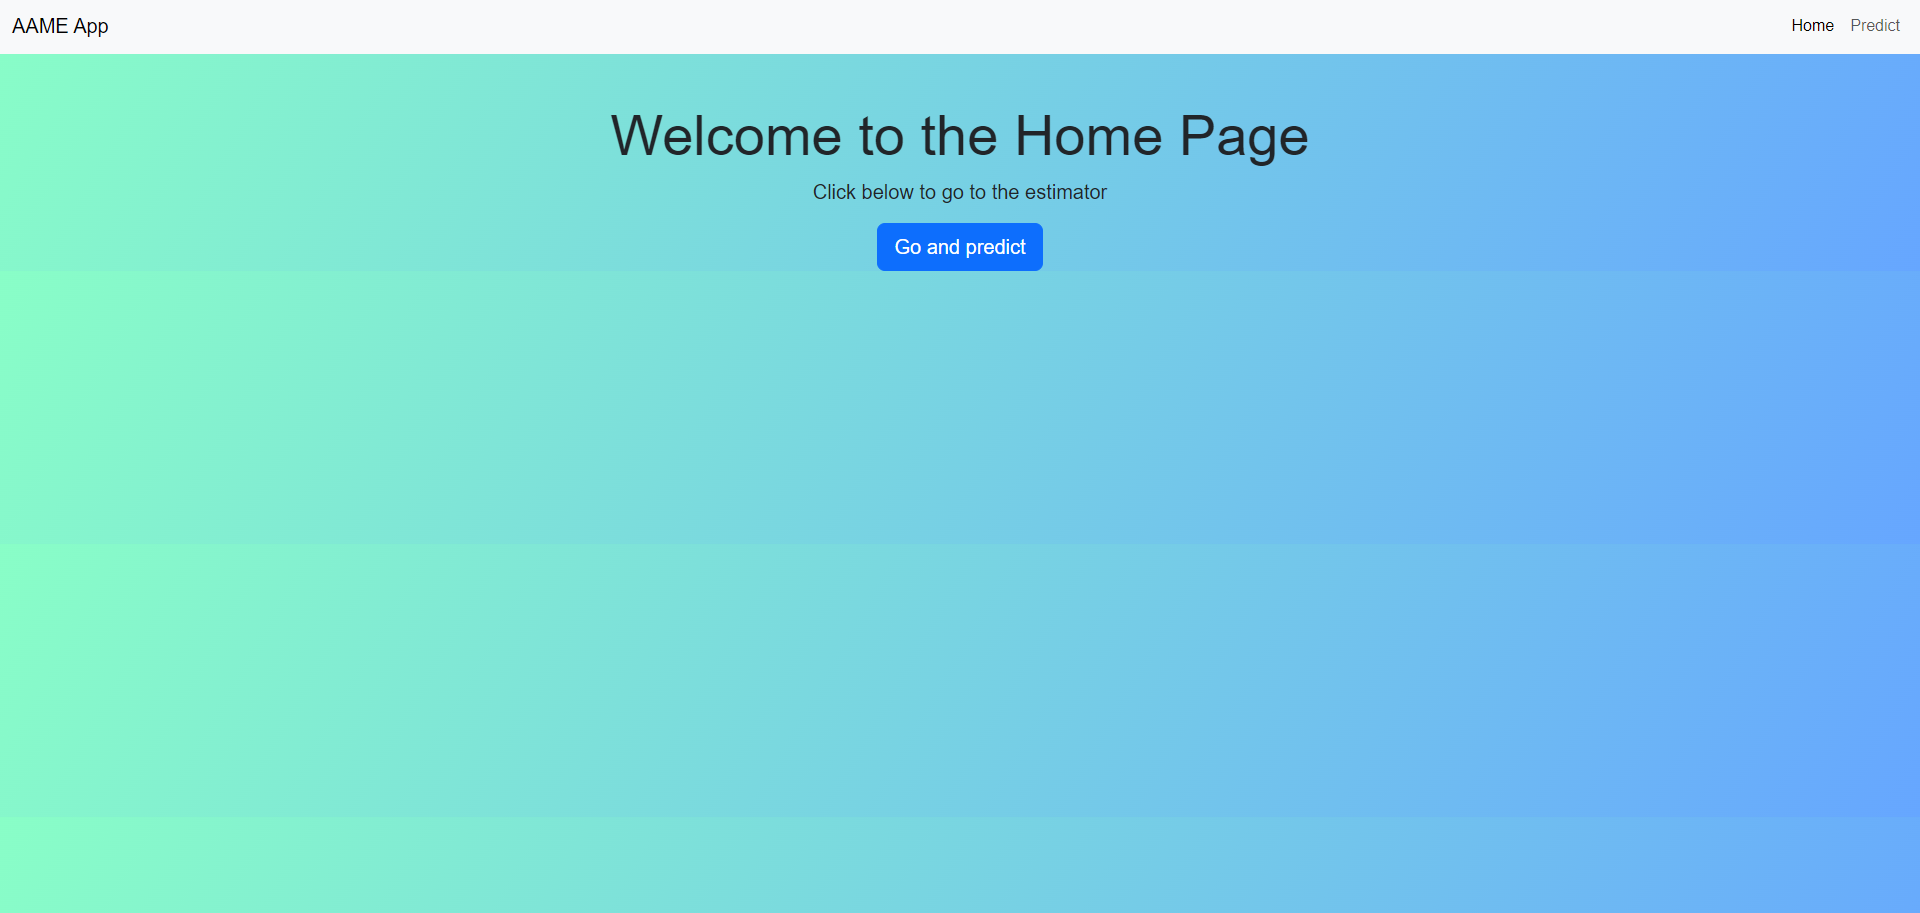 AAME App
Home Predict
Welcome to the Home Page
Click below to go to the estimator
Go and predict